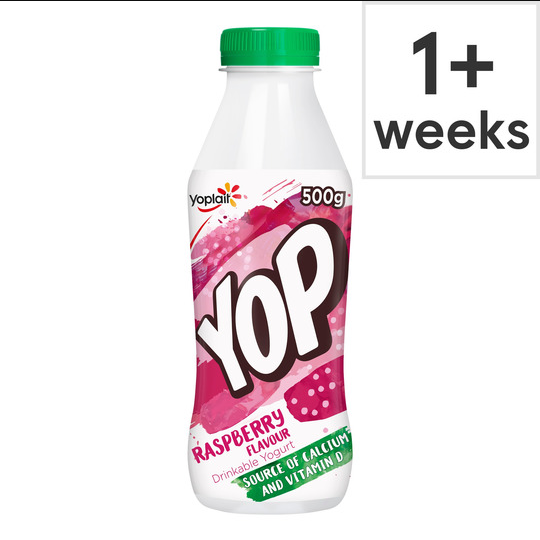 1+
weeks
Yoplait
500g
YOP
RASPBERRY
FLAVOUR
Drinkable Yogurt
SOURCE OF CALCIUM
AND VITAMIN D